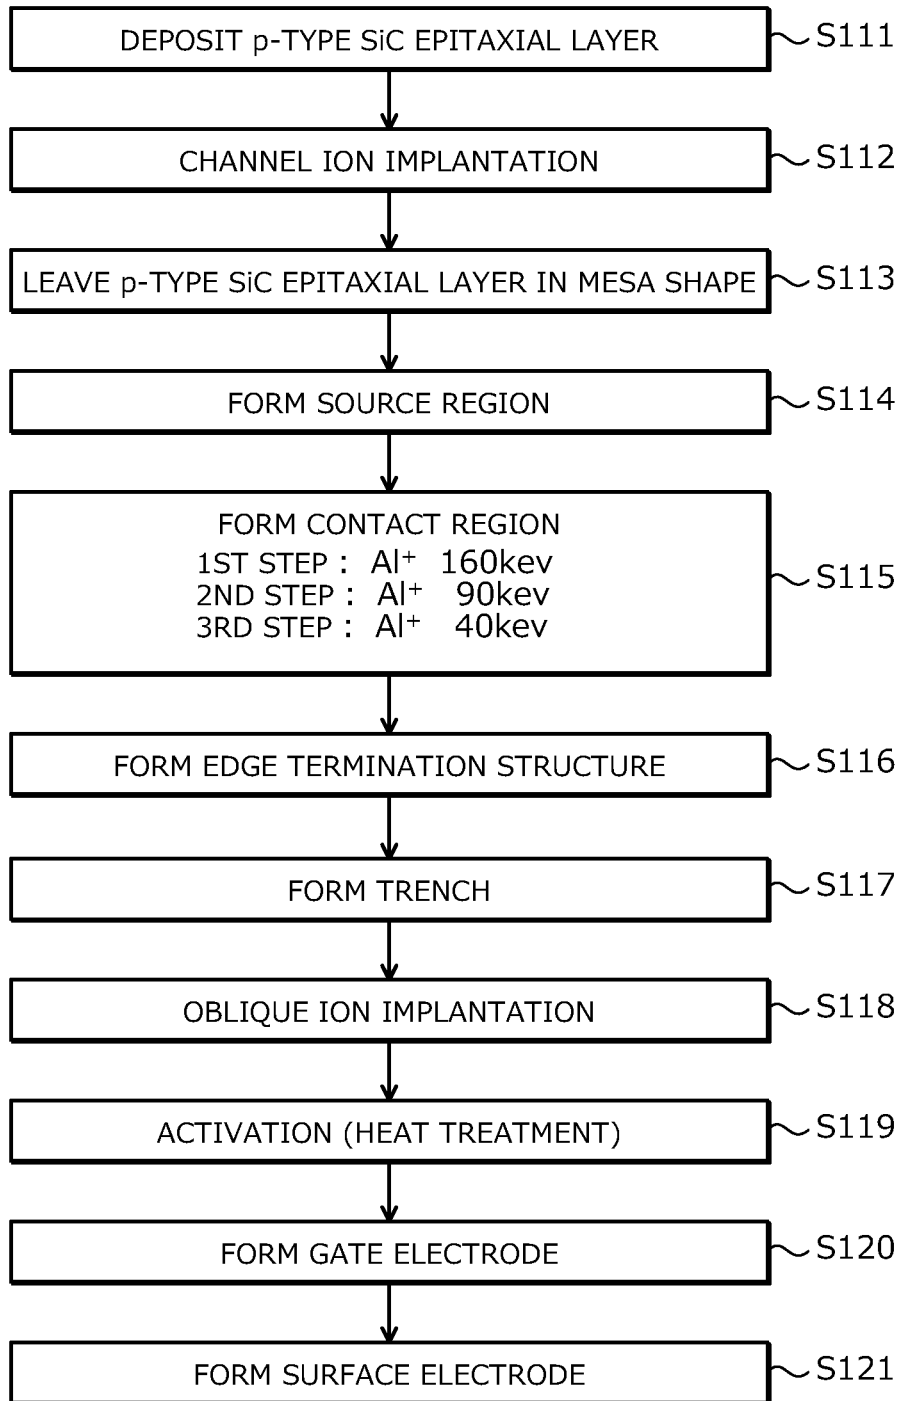 DEPOSIT p-TYPE SiC EPITAXIAL LAYER S111
CHANNEL ION IMPLANTATION S112
LEAVE p-TYPE SiC EPITAXIAL LAYER IN MESA SHAPE S113
FORM SOURCE REGION S114
FORM CONTACT REGION
1ST STEP : Al⁺ 160kev
2ND STEP : Al⁺ 90kev
3RD STEP : Al⁺ 40kev
S115
FORM EDGE TERMINATION STRUCTURE S116
FORM TRENCH S117
OBLIQUE ION IMPLANTATION S118
ACTIVATION (HEAT TREATMENT) S119
FORM GATE ELECTRODE S120
FORM SURFACE ELECTRODE S121